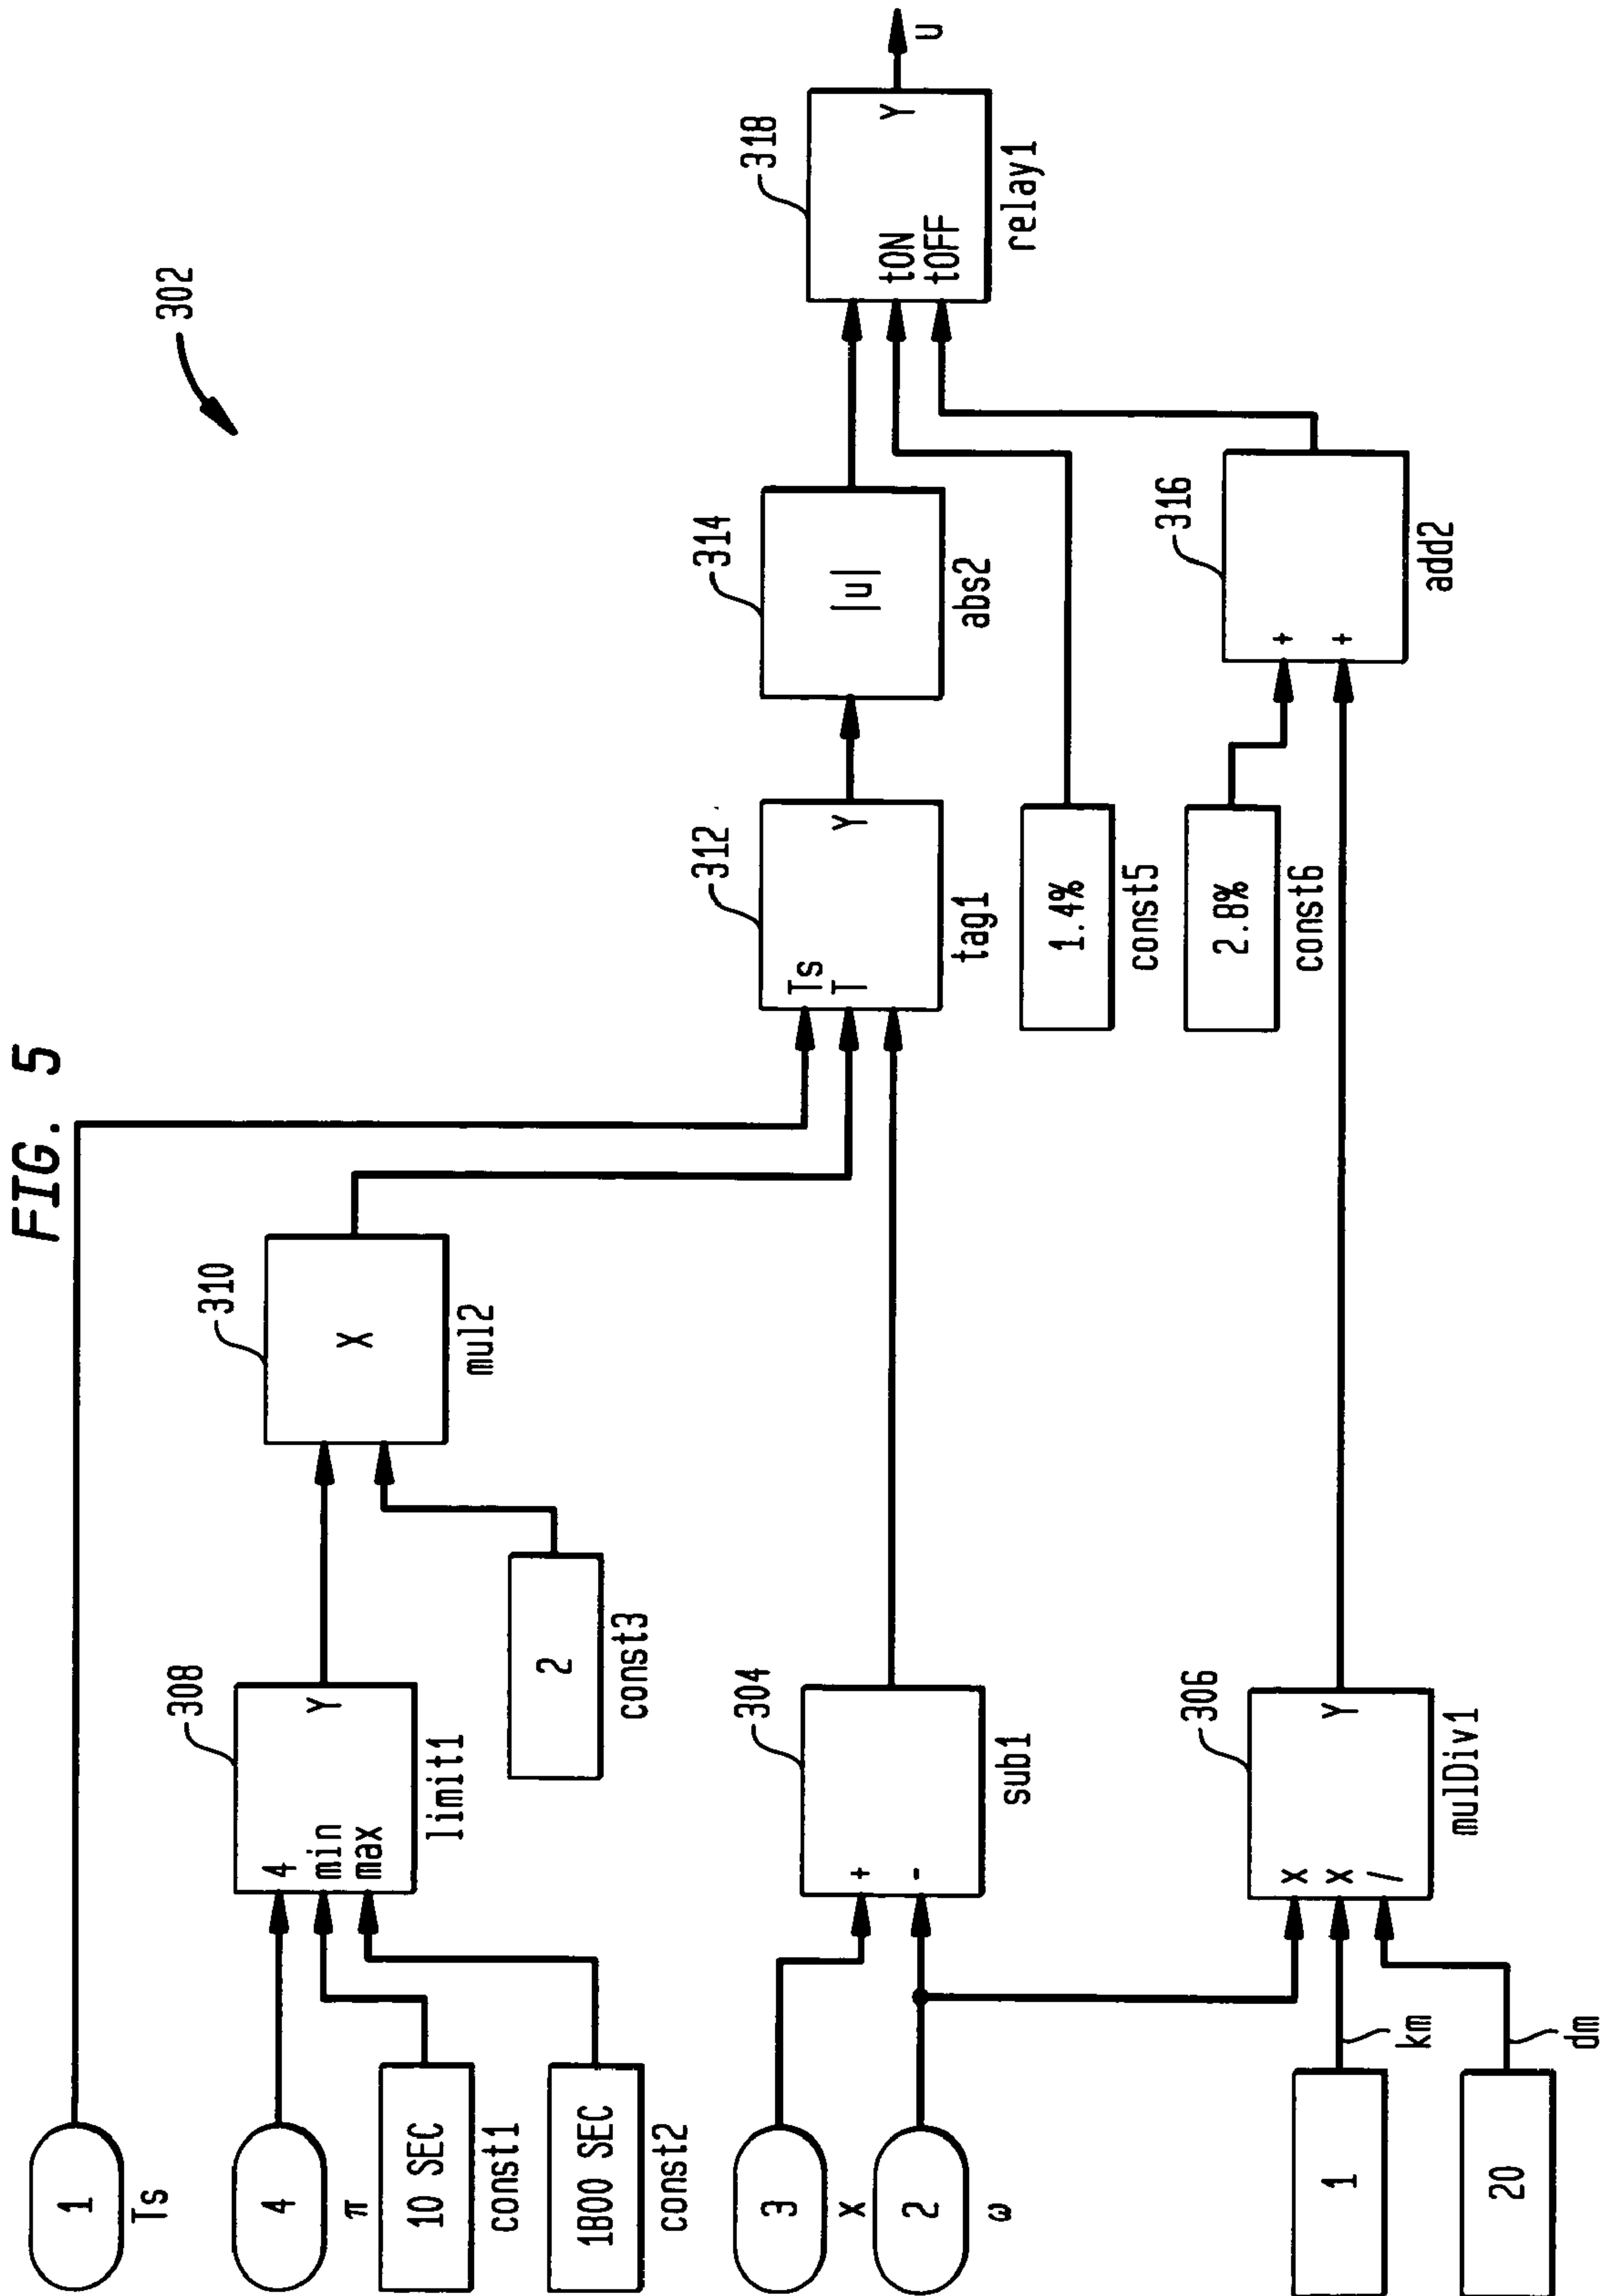 FIG. 5
302
1
Ts
4
π
10 SEC
const1
1800 SEC
const2
308
4
min
max
Y
limit1
2
const3
310
X
mul2
3
X
2
ω
304
+
-
sub1
1
km
20
dm
306
X
X
/
Y
mulDiv1
312
Ts
T
Y
tag1
314
|u|
abs2
1.4%
const5
2.8%
const6
316
+
+
add2
318
tON
tOFF
Y
relay1
u